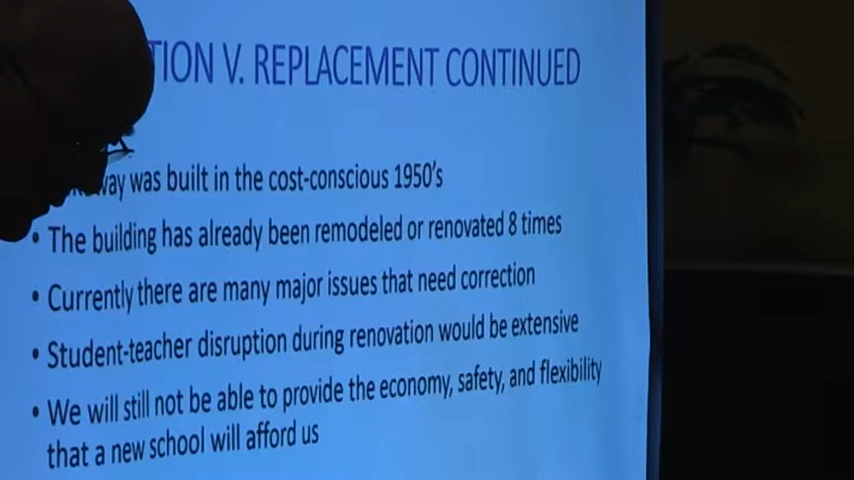 V. REPLACEMENT CONTINUED
was built in the cost-conscious 1950's
• The building has already been remodeled or renovated 8 times
• Currently there are many major issues that need correction
• Student-teacher disruption during renovation would be extensive
• We will still not be able to provide the economy, safety, and flexibility
that a new school will afford us